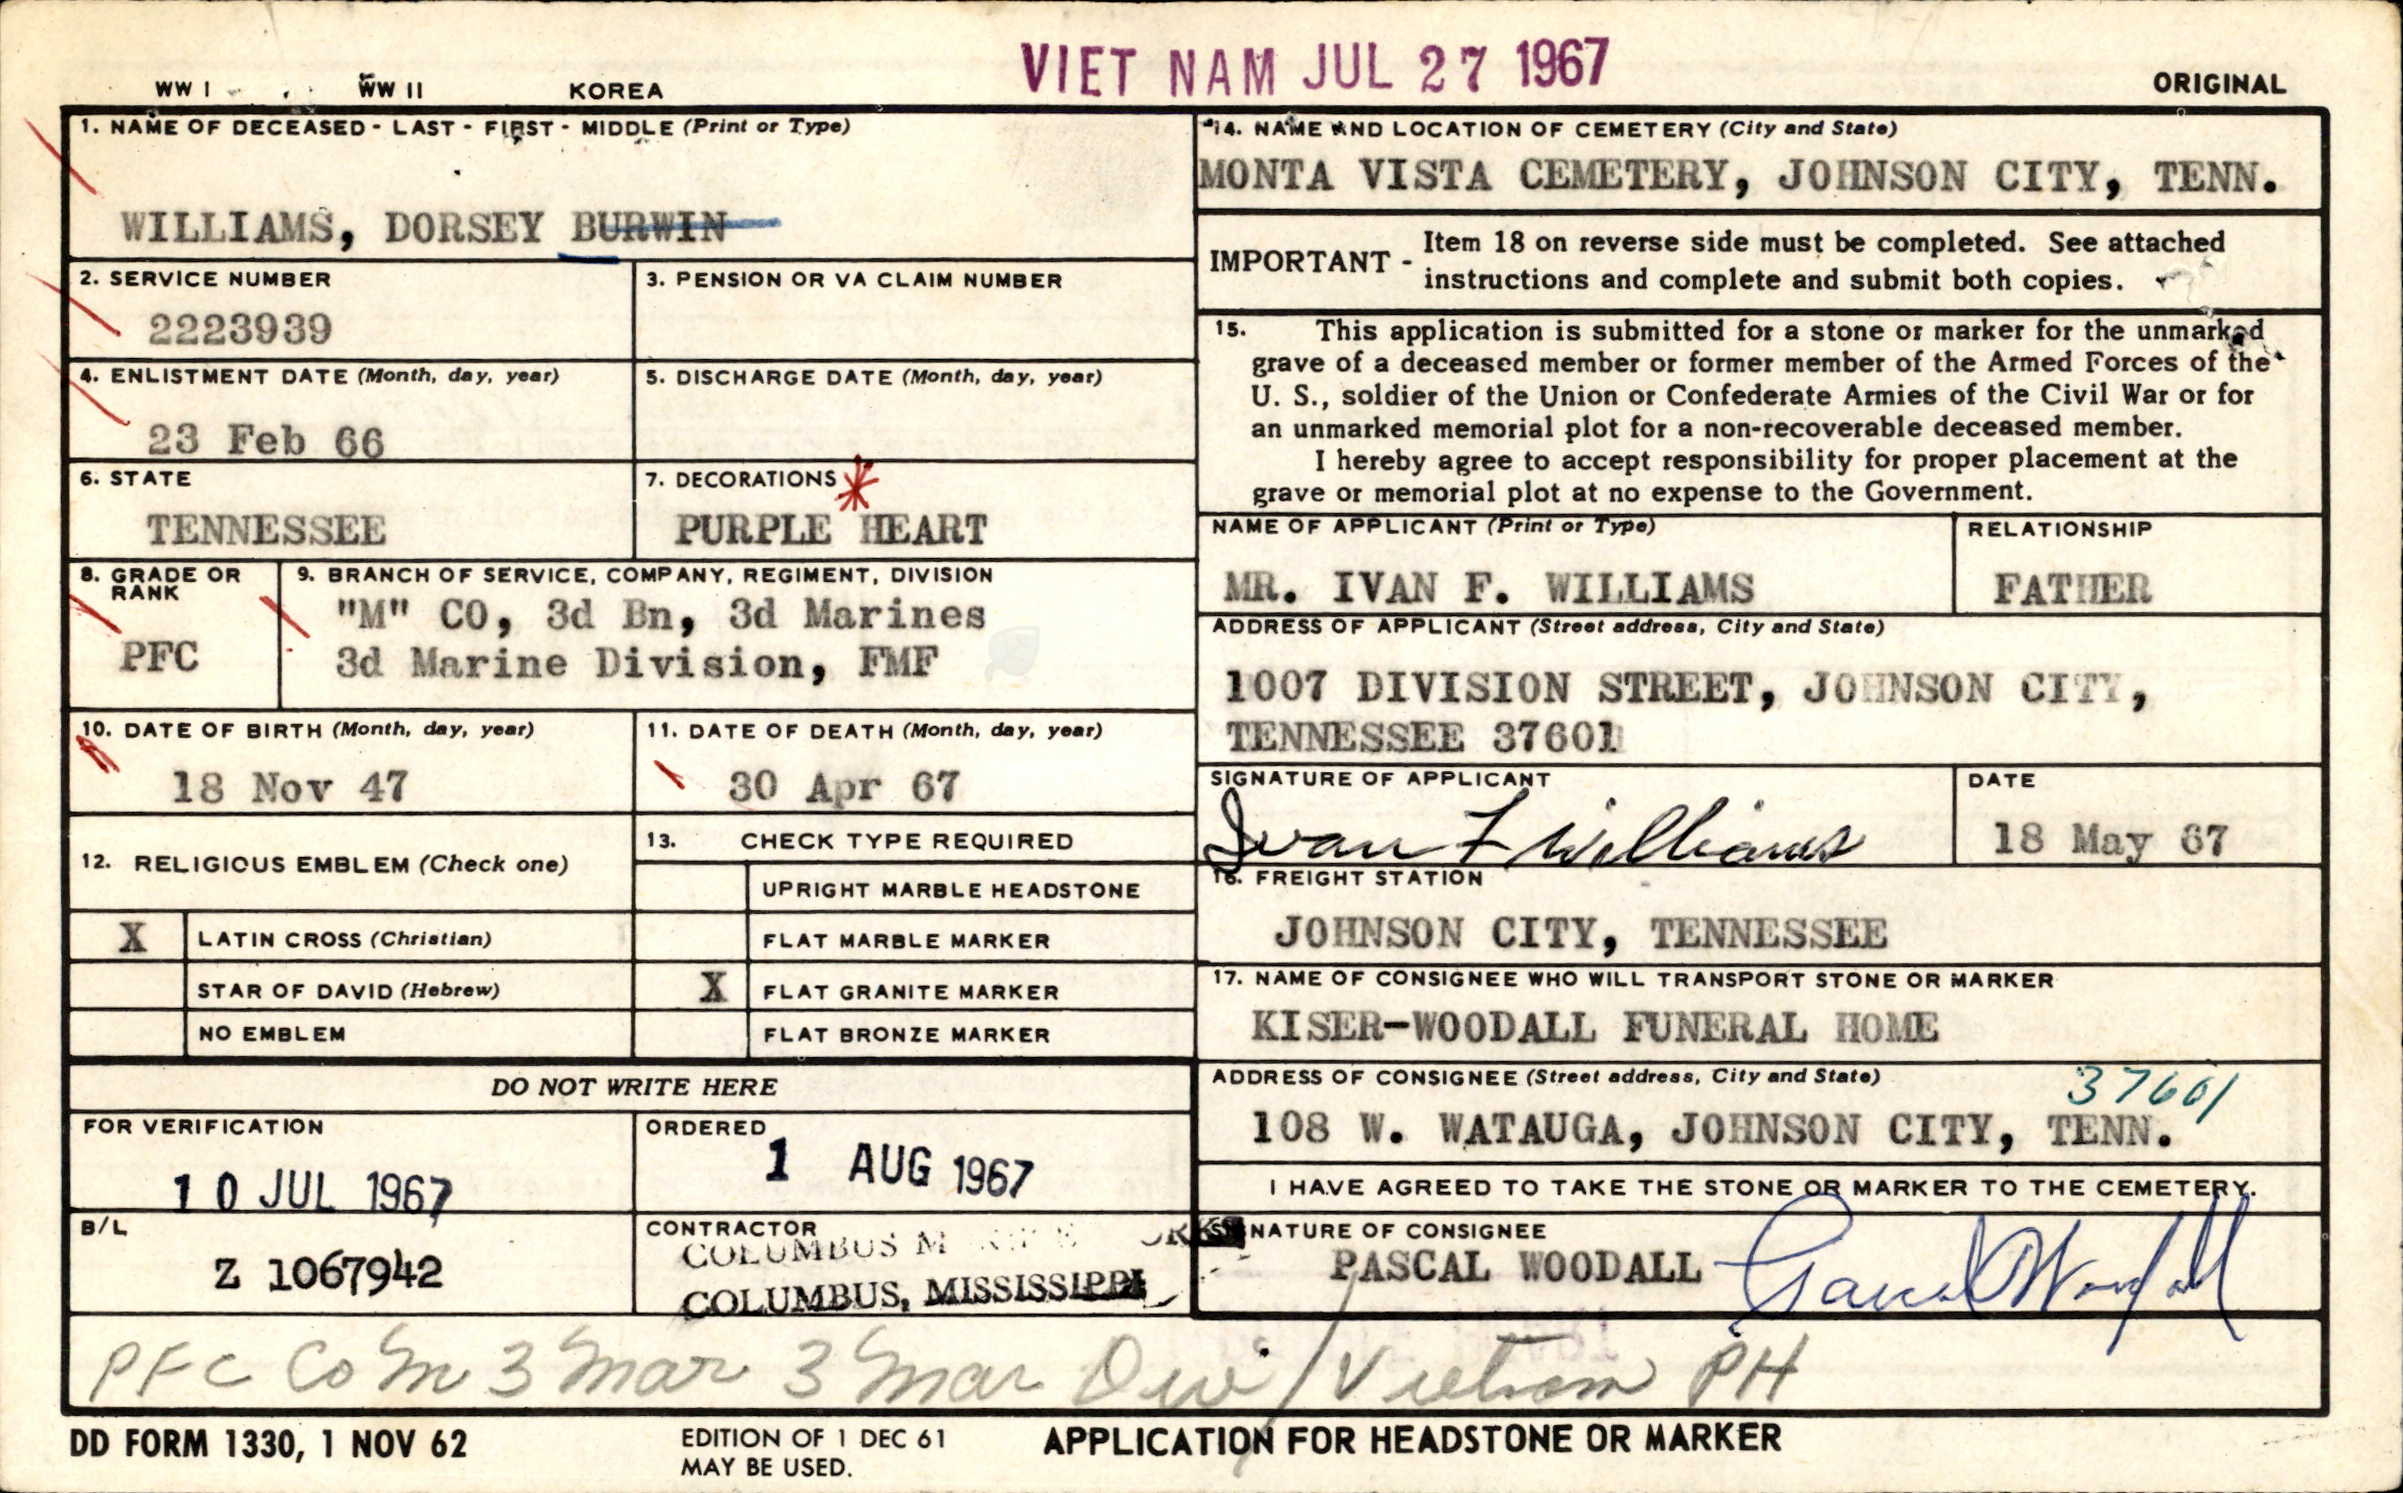 VIET NAM JUL 27 1967
WW I WW II KOREA ORIGINAL
1. NAME OF DECEASED - LAST - FIRST - MIDDLE (Print or Type)
WILLIAMS, DORSEY BURWIN
2. SERVICE NUMBER
2223939
3. PENSION OR VA CLAIM NUMBER
4. ENLISTMENT DATE (Month, day, year)
23 Feb 66
5. DISCHARGE DATE (Month, day, year)
6. STATE
TENNESSEE
7. DECORATIONS *
PURPLE HEART
8. GRADE OR
RANK
PFC
9. BRANCH OF SERVICE, COMPANY, REGIMENT, DIVISION
"M" CO, 3d Bn, 3d Marines
3d Marine Division, FMF
10. DATE OF BIRTH (Month, day, year)
18 Nov 47
11. DATE OF DEATH (Month, day, year)
30 Apr 67
12. RELIGIOUS EMBLEM (Check one)
X LATIN CROSS (Christian)
STAR OF DAVID (Hebrew)
NO EMBLEM
13. CHECK TYPE REQUIRED
UPRIGHT MARBLE HEADSTONE
FLAT MARBLE MARKER
X FLAT GRANITE MARKER
FLAT BRONZE MARKER
DO NOT WRITE HERE
FOR VERIFICATION
10 JUL 1967
ORDERED
1 AUG 1967
B/L
Z 1067942
CONTRACTOR
COLUMBUS
COLUMBUS, MISSISSIPPI
14. NAME AND LOCATION OF CEMETERY (City and State)
MONTA VISTA CEMETERY, JOHNSON CITY, TENN.
IMPORTANT - Item 18 on reverse side must be completed. See attached
instructions and complete and submit both copies.
15. This application is submitted for a stone or marker for the unmarked
grave of a deceased member or former member of the Armed Forces of the
U. S., soldier of the Union or Confederate Armies of the Civil War or for
an unmarked memorial plot for a non-recoverable deceased member.
I hereby agree to accept responsibility for proper placement at the
grave or memorial plot at no expense to the Government.
NAME OF APPLICANT (Print or Type)
MR. IVAN F. WILLIAMS
RELATIONSHIP
FATHER
ADDRESS OF APPLICANT (Street address, City and State)
1007 DIVISION STREET, JOHNSON CITY,
TENNESSEE 37601
SIGNATURE OF APPLICANT
Ivan F Williams
DATE
18 May 67
16. FREIGHT STATION
JOHNSON CITY, TENNESSEE
17. NAME OF CONSIGNEE WHO WILL TRANSPORT STONE OR MARKER
KISER-WOODALL FUNERAL HOME
ADDRESS OF CONSIGNEE (Street address, City and State)
37601
108 W. WATAUGA, JOHNSON CITY, TENN.
I HAVE AGREED TO TAKE THE STONE OR MARKER TO THE CEMETERY.
SIGNATURE OF CONSIGNEE
PASCAL WOODALL Pascal Woodall
PFC Co M 3 Mar 3 Mar Div / Vietnam PH
DD FORM 1330, 1 NOV 62
EDITION OF 1 DEC 61
MAY BE USED.
APPLICATION FOR HEADSTONE OR MARKER